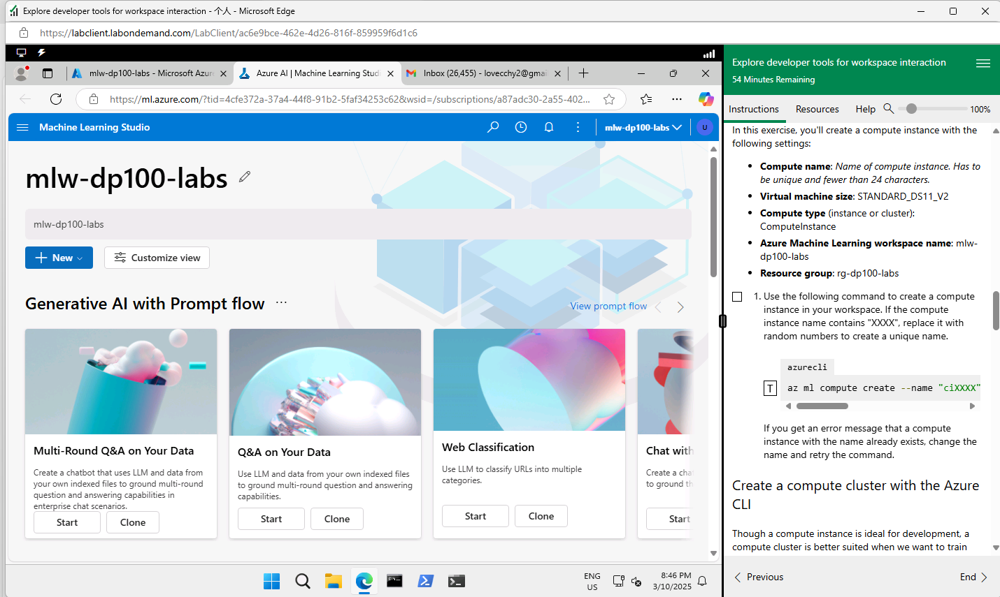 Explore developer tools for workspace interaction - 个人 - Microsoft Edge
https://labclient.labondemand.com/LabClient/ac6e9bce-462e-4d26-816f-859959f6d1c6
mlw-dp100-labs - Microsoft Azur
Azure AI | Machine Learning Studi
Inbox (26,455) - lovecchy2@gmai
https://ml.azure.com/?tid=4cfe372a-37a4-44f8-91b2-5faf34253c62&wsid=/subscriptions/a87adc30-2a55-402...
Machine Learning Studio
mlw-dp100-labs
U
mlw-dp100-labs
mlw-dp100-labs
New
Customize view
Generative AI with Prompt flow ...
View prompt flow
Multi-Round Q&A on Your Data
Create a chatbot that uses LLM and data from
your own indexed files to ground multi-round
question and answering capabilities in
enterprise chat scenarios.
Start
Clone
Q&A on Your Data
Use LLM and data from your own indexed files
to ground multi-round question and answering
capabilities.
Start
Clone
Web Classification
Use LLM to classify URLs into multiple
categories.
Start
Clone
Chat with
Create a cha
to ground th
Start
ENG
US
8:46 PM
3/10/2025
Explore developer tools for workspace interaction
54 Minutes Remaining
Instructions
Resources
Help
100%
In this exercise, you'll create a compute instance with the
following settings:
• Compute name: Name of compute instance. Has to
be unique and fewer than 24 characters.
• Virtual machine size: STANDARD_DS11_V2
• Compute type (instance or cluster):
ComputeInstance
• Azure Machine Learning workspace name: mlw-
dp100-labs
• Resource group: rg-dp100-labs
1. Use the following command to create a compute
instance in your workspace. If the compute
instance name contains "XXXX", replace it with
random numbers to create a unique name.
azurecli
T
az ml compute create --name "ciXXXX"
If you get an error message that a compute
instance with the name already exists, change the
name and retry the command.
Create a compute cluster with the Azure
CLI
Though a compute instance is ideal for development, a
compute cluster is better suited when we want to train
Previous
End